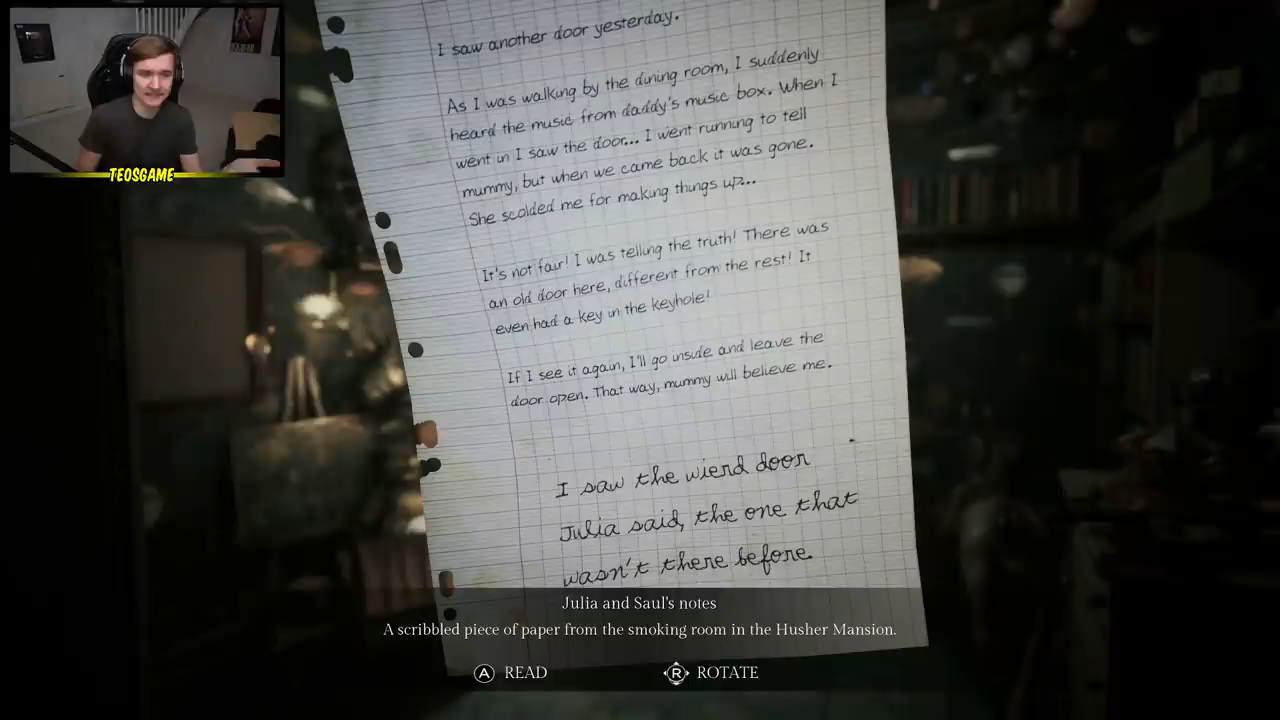 TEOSGAME
I saw another door yesterday.
As I was walking by the dining room, I suddenly
heard the music from daddy's music box. When I
went in I saw the door... I went running to tell
mummy, but when we came back it was gone.
She scolded me for making things up...
It's not fair! I was telling the truth! There was
an old door here, different from the rest! It
even had a key in the keyhole!
If I see it again, I'll go inside and leave the
door open. That way, mummy will believe me.
I saw the wierd door
Julia said, the one that
wasn't there before.
Julia and Saul's notes
A scribbled piece of paper from the smoking room in the Husher Mansion.
A READ
R ROTATE